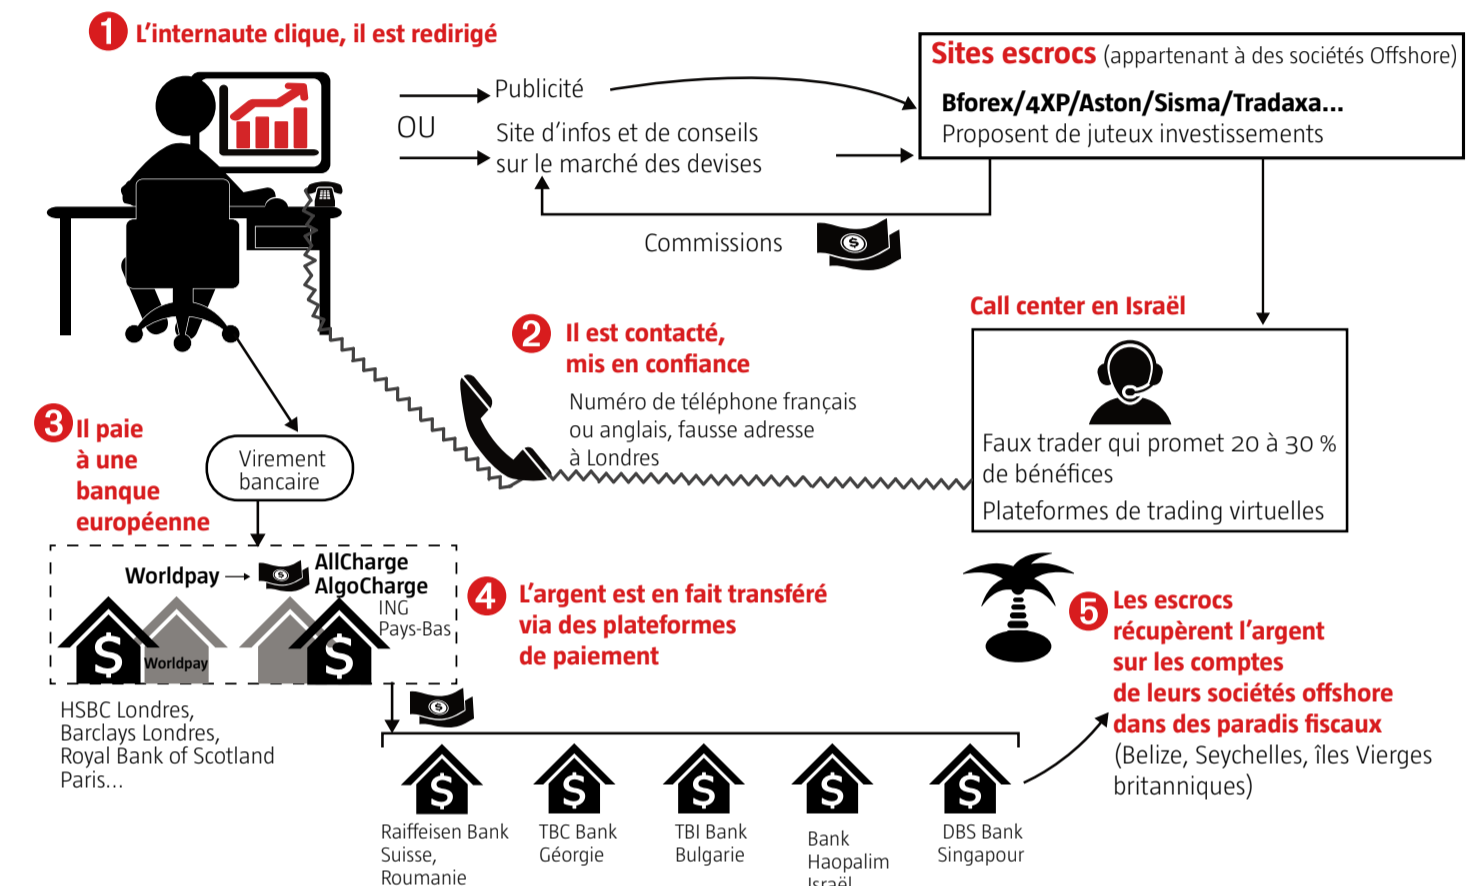 1 L'internaute clique, il est redirigé
Publicité
OU
Site d'infos et de conseils
sur le marché des devises
Sites escrocs (appartenant à des sociétés Offshore)
Bforex/4XP/Aston/Sisma/Tradaxa...
Proposent de juteux investissements
Commissions
$
Call center en Israël
Faux trader qui promet 20 à 30 %
de bénéfices
Plateformes de trading virtuelles
2 Il est contacté,
mis en confiance
Numéro de téléphone français
ou anglais, fausse adresse
à Londres
3 Il paie
à une
banque
européenne
Virement
bancaire
Worldpay
$
AllCharge
AlgoCharge
ING
Pays-Bas
$
Worldpay
$
HSBC Londres,
Barclays Londres,
Royal Bank of Scotland
Paris...
4 L'argent est en fait transféré
via des plateformes
de paiement
$
$
Raiffeisen Bank
Suisse,
Roumanie
$
TBC Bank
Géorgie
$
TBI Bank
Bulgarie
$
Bank
Haopalim
Israël
$
DBS Bank
Singapour
5 Les escrocs
récupèrent l'argent
sur les comptes
de leurs sociétés offshore
dans des paradis fiscaux
(Belize, Seychelles, îles Vierges
britanniques)